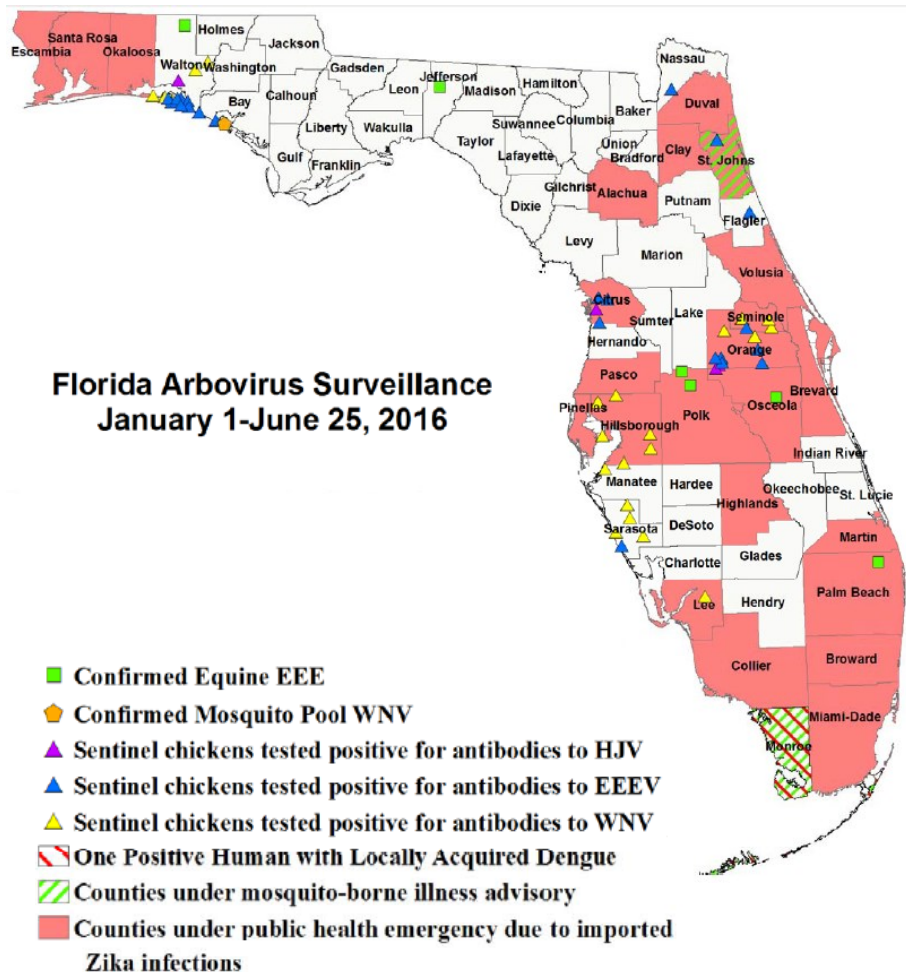 Holmes
Santa Rosa
Jackson
Escambia
Okaloosa
Walton
Washington
Gadsden
Jefferson
Hamilton
Nassau
Leon
Madison
Bay
Calhoun
Columbia
Baker
Duval
Suwannee
Liberty
Wakulla
Taylor
Union
Clay
St. Johns
Bradford
Lafayette
Gulf
Franklin
Gilchrist
Alachua
Putnam
Dixie
Flagler
Levy
Marion
Volusia
Citrus
Lake
Sumter
Seminole
Hernando
Orange
Florida Arbovirus Surveillance
January 1-June 25, 2016
Pasco
Brevard
Pinellas
Polk
Osceola
Hillsborough
Indian River
Manatee
Hardee
Okeechobee
St. Lucie
Highlands
Sarasota
DeSoto
Martin
Glades
Charlotte
Palm Beach
Lee
Hendry
Collier
Broward
Miami-Dade
Monroe
Confirmed Equine EEE
Confirmed Mosquito Pool WNV
Sentinel chickens tested positive for antibodies to HJV
Sentinel chickens tested positive for antibodies to EEEV
Sentinel chickens tested positive for antibodies to WNV
One Positive Human with Locally Acquired Dengue
Counties under mosquito-borne illness advisory
Counties under public health emergency due to imported
Zika infections